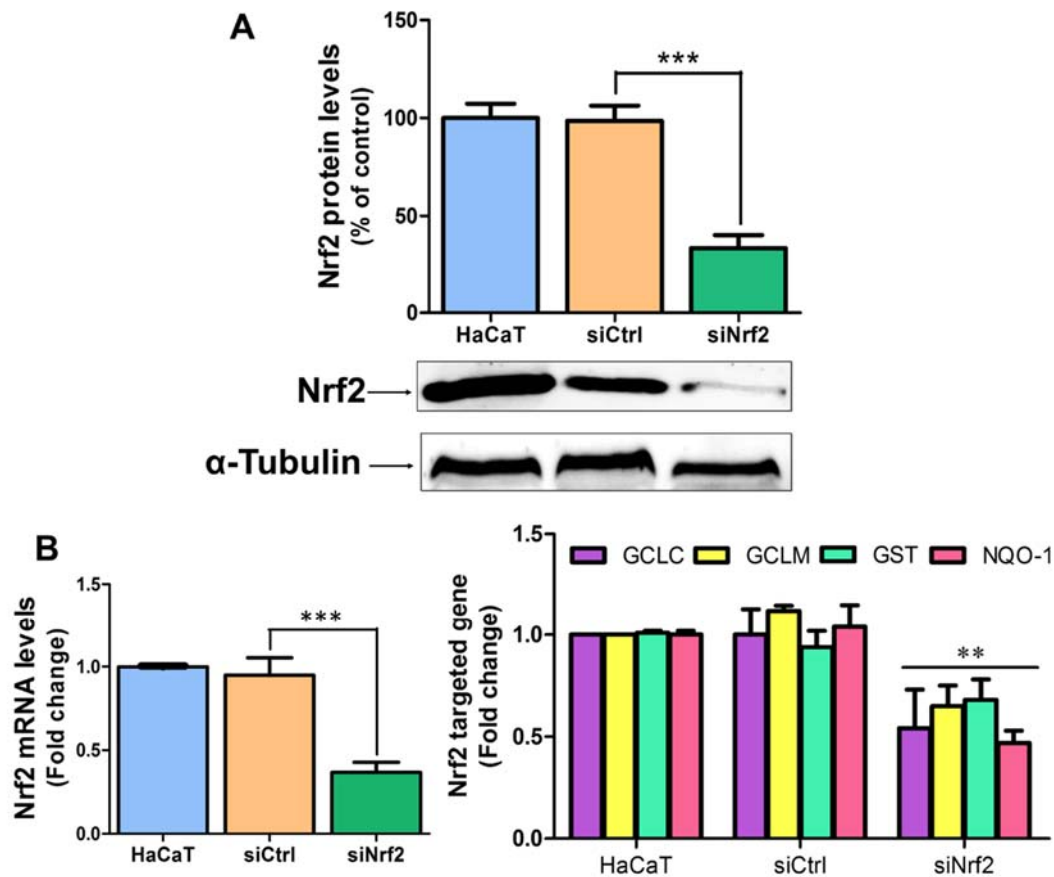 A
150
100
50
0
Nrf2 protein levels
(% of control)
***
HaCaT siCtrl siNrf2
Nrf2
α-Tubulin
B
1.5
1.0
0.5
0.0
Nrf2 mRNA levels
(Fold change)
***
HaCaT siCtrl siNrf2
1.5
1.0
0.5
0.0
Nrf2 targeted gene
(Fold change)
GCLC GCLM GST NQO-1
**
HaCaT siCtrl siNrf2